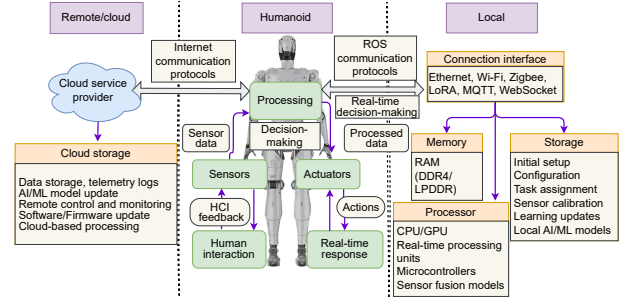 Remote/cloud
Humanoid
Local
Internet
communication
protocols
ROS
communication
protocols
Connection interface
Ethernet, Wi-Fi, Zigbee,
LoRA, MQTT, WebSocket
Cloud service
provider
Processing
Real-time
decision-making
Sensor
data
Decision-
making
Processed
data
Memory
RAM
(DDR4/
LPDDR)
Storage
Initial setup
Configuration
Task assignment
Sensor calibration
Learning updates
Local AI/ML models
Cloud storage
Data storage, telemetry logs
AI/ML model update
Remote control and monitoring
Software/Firmware update
Cloud-based processing
Sensors
Actuators
HCI
feedback
Actions
Human
interaction
Real-time
response
Processor
CPU/GPU
Real-time processing
units
Microcontrollers
Sensor fusion models